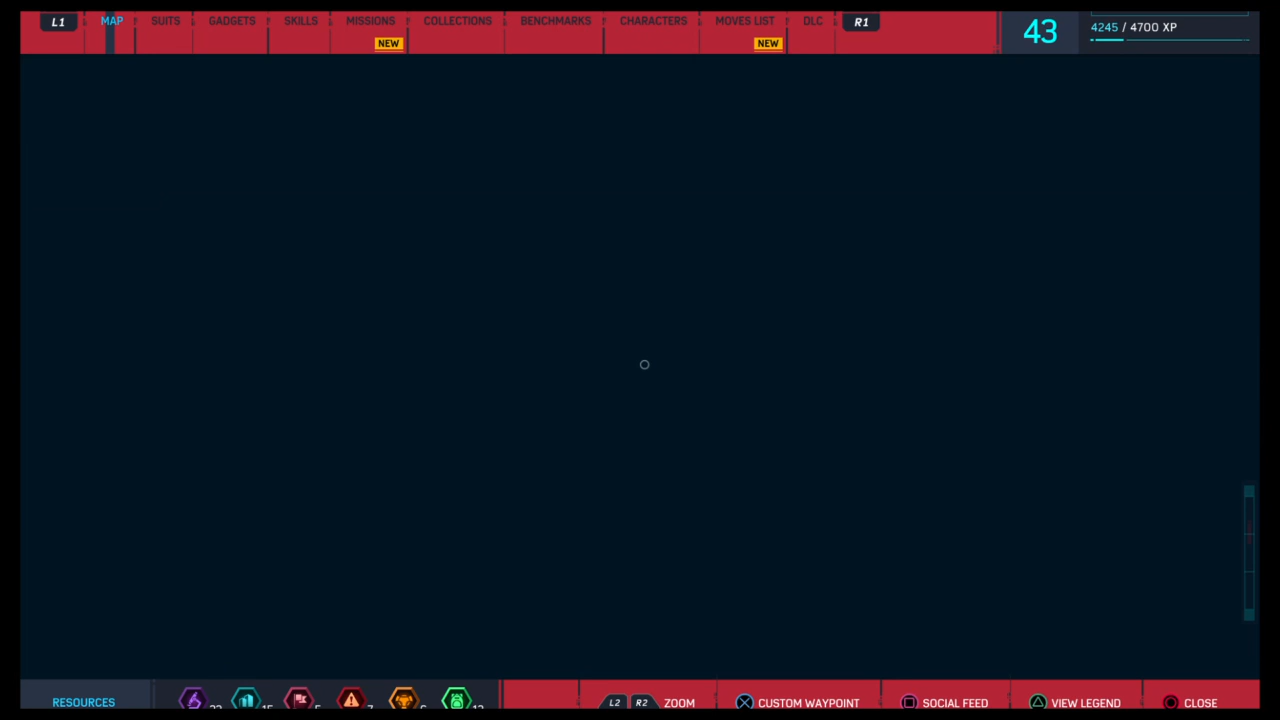 L1 MAP SUITS GADGETS SKILLS MISSIONS COLLECTIONS BENCHMARKS CHARACTERS MOVES LIST DLC R1 43 4245 / 4700 XP
NEW NEW
RESOURCES L2 R2 ZOOM CUSTOM WAYPOINT SOCIAL FEED VIEW LEGEND CLOSE